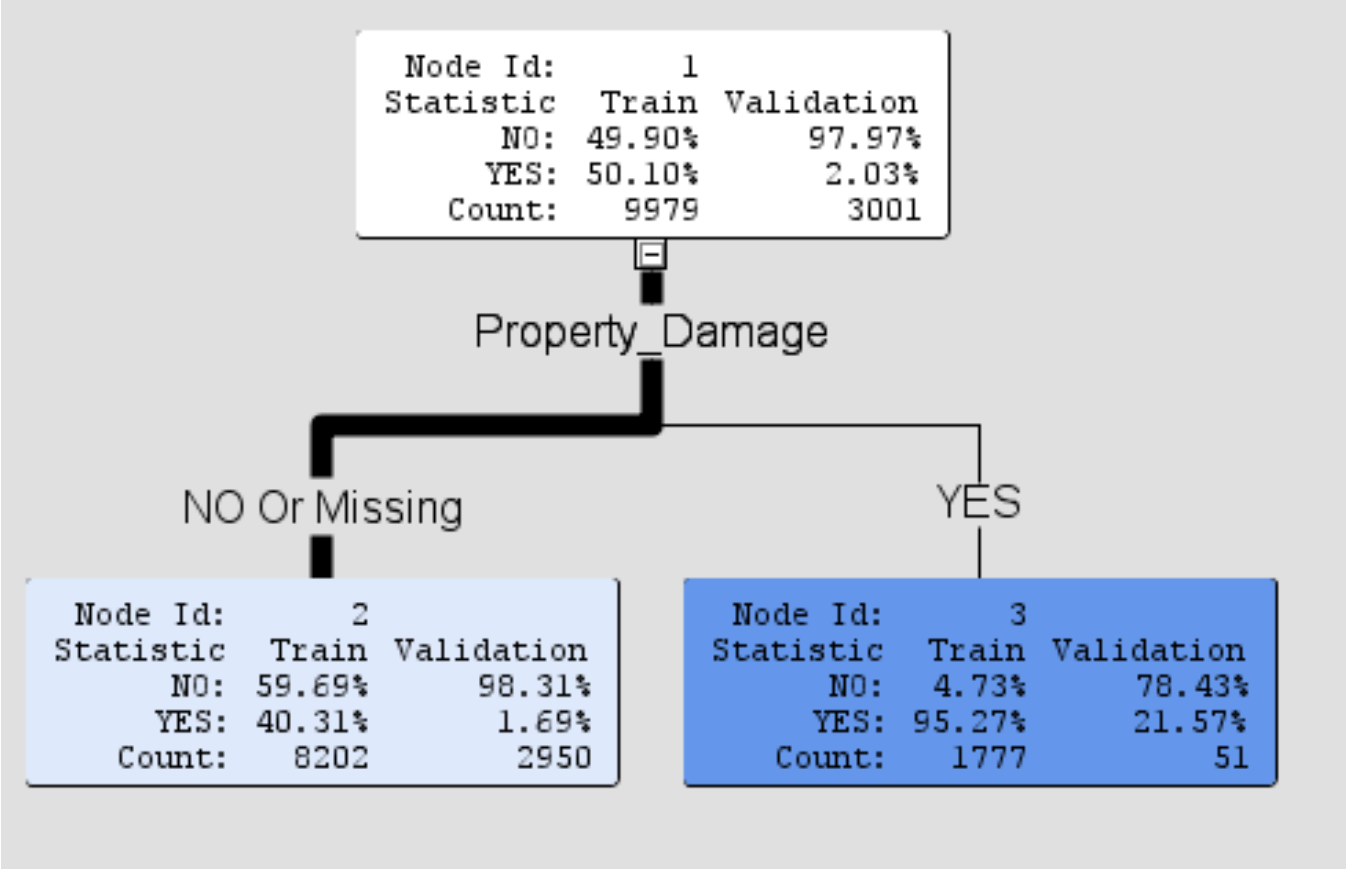 Node Id: 1
Statistic Train Validation
NO: 49.90% 97.97%
YES: 50.10% 2.03%
Count: 9979 3001
Property_Damage
NO Or Missing
YES
Node Id: 2
Statistic Train Validation
NO: 59.69% 98.31%
YES: 40.31% 1.69%
Count: 8202 2950
Node Id: 3
Statistic Train Validation
NO: 4.73% 78.43%
YES: 95.27% 21.57%
Count: 1777 51